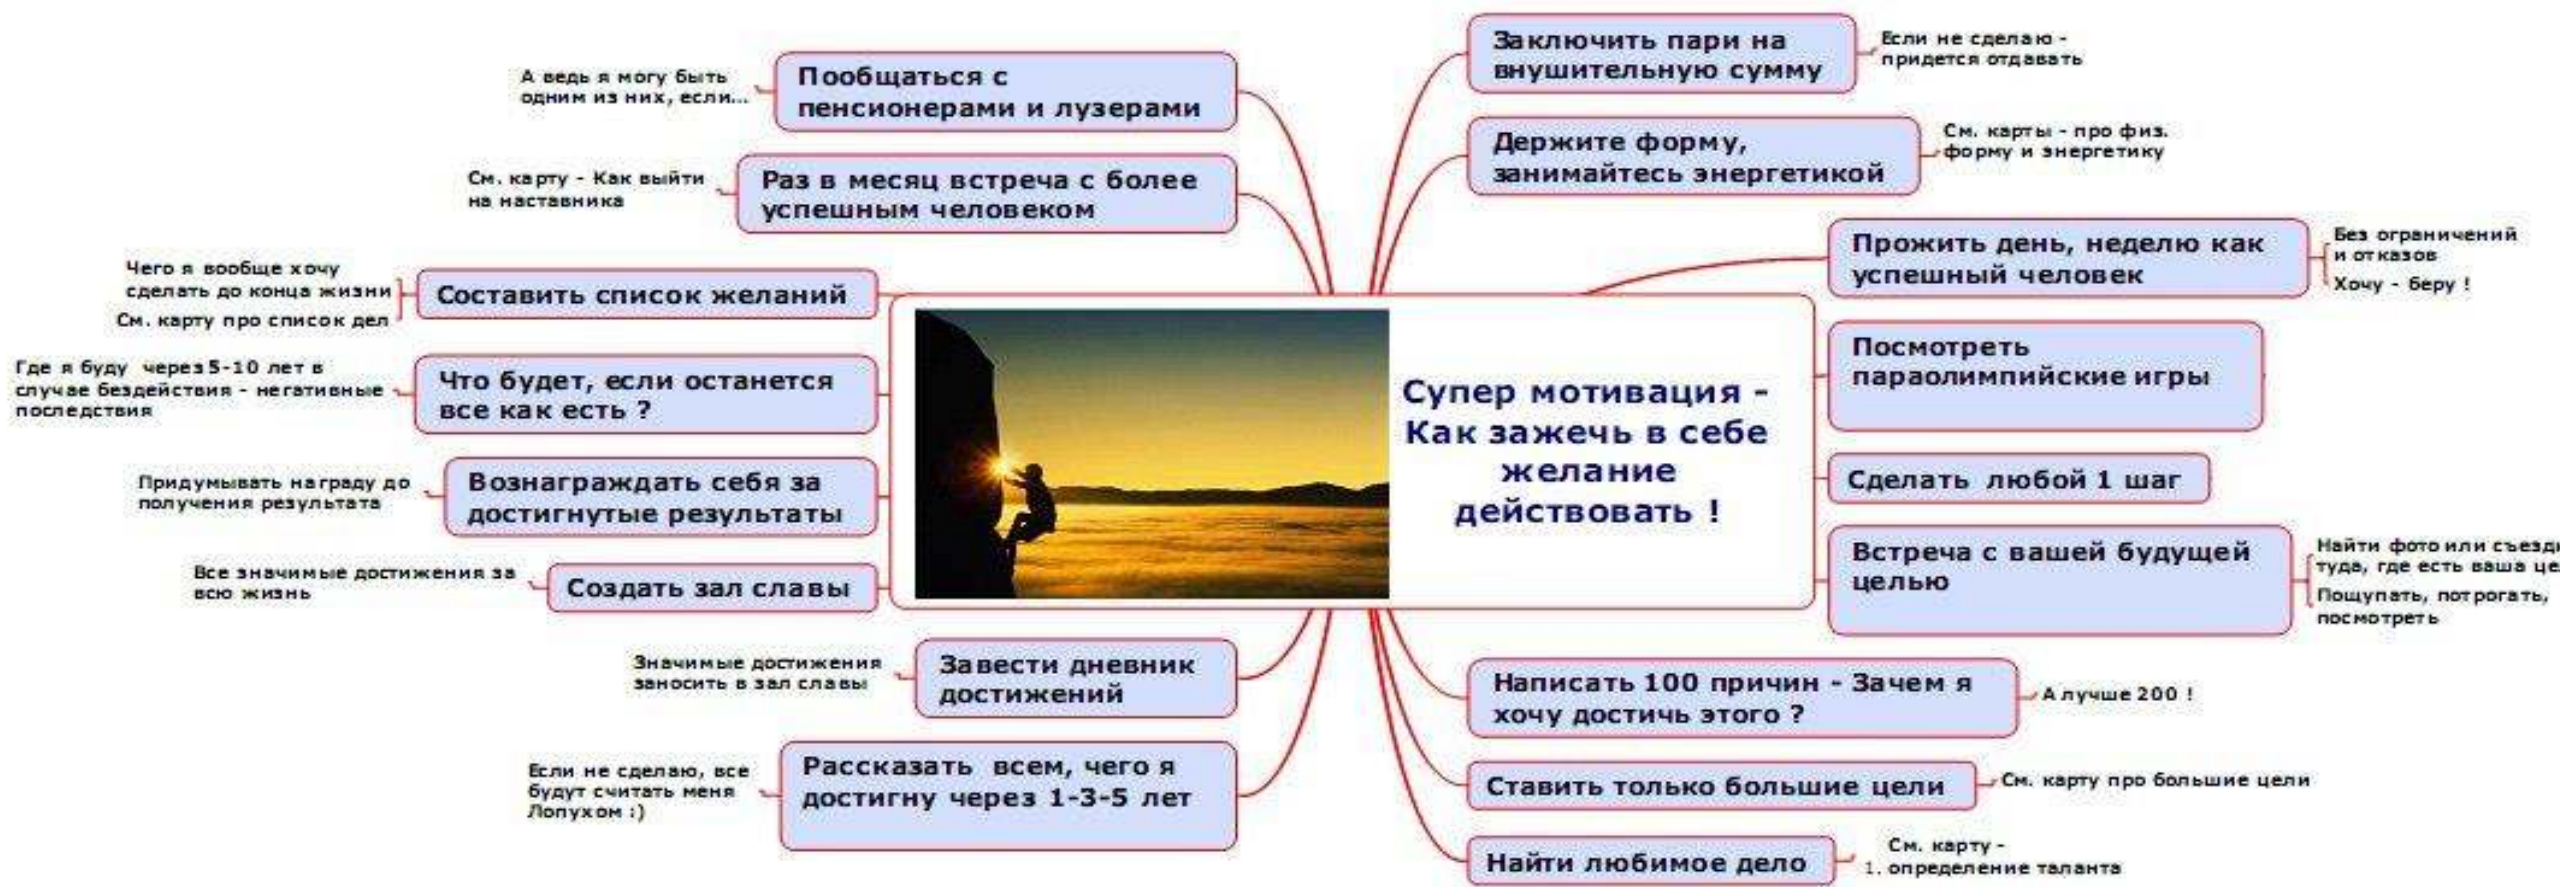 Супер мотивация -
Как зажечь в себе
желание
действовать !
Заключить пари на
внушительную сумму
Если не сделаю -
придется отдавать
Держите форму,
занимайтесь энергетикой
См. карты - про физ.
форму и энергетику
Прожить день, неделю как
успешный человек
Без ограничений
и отказов
Хочу - беру !
Посмотреть
параолимпийские игры
Сделать любой 1 шаг
Встреча с вашей будущей
целью
Найти фото или
туда, где есть ваша
Пощупать, потрогать,
посмотреть
Написать 100 причин - Зачем я
хочу достичь этого ?
А лучше 200 !
Ставить только большие цели
См. карту про большие цели
Найти любимое дело
См. карту -
1. определение таланта
Пообщаться с
пенсионерами и лузерами
А ведь я могу быть
одним из них, если...
Раз в месяц встреча с более
успешным человеком
См. карту - Как выйти
на наставника
Составить список желаний
Чего я вообще хочу
сделать до конца жизни
См. карту про список дел
Что будет, если останется
все как есть ?
Где я буду через 5-10 лет в
случае бездействия - негативные
последствия
Вознаграждать себя за
достигнутые результаты
Придумывать награду до
получения результата
Создать зал славы
Все значимые достижения за
всю жизнь
Завести дневник
достижений
Значимые достижения
заносить в зал славы
Рассказать всем, чего я
достигну через 1-3-5 лет
Если не сделаю, все
будут считать меня
Лопухом :)